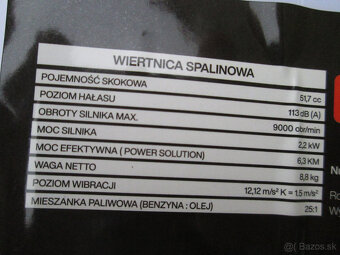 WIERTNICA SPALINOWA
POJEMNOŚĆ SKOKOWA 51,7 cc
POZIOM HAŁASU 113 dB (A)
OBROTY SILNIKA MAX. 9000 obr/min
MOC SILNIKA 2,2 kW
MOC EFEKTYWNA ( POWER SOLUTION) 6,3 KM
WAGA NETTO 8,8 kg
POZIOM WIBRACJI 12,12 m/s² K = 1,5 m/s²
MIESZANKA PALIWOWA (BENZYNA : OLEJ) 25:1
bazos.sk